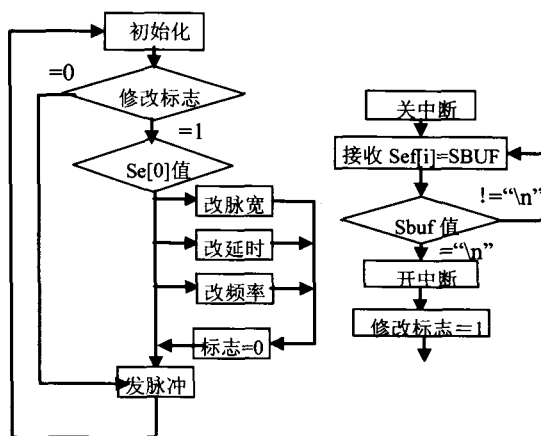 初始化
=0
修改标志
=1
Se[0]值
改脉宽
改延时
改频率
标志=0
发脉冲
关中断
接收 Sef[i]=SBUF
!=“\n”
Sbuf 值
=“\n”
开中断
修改标志＝1